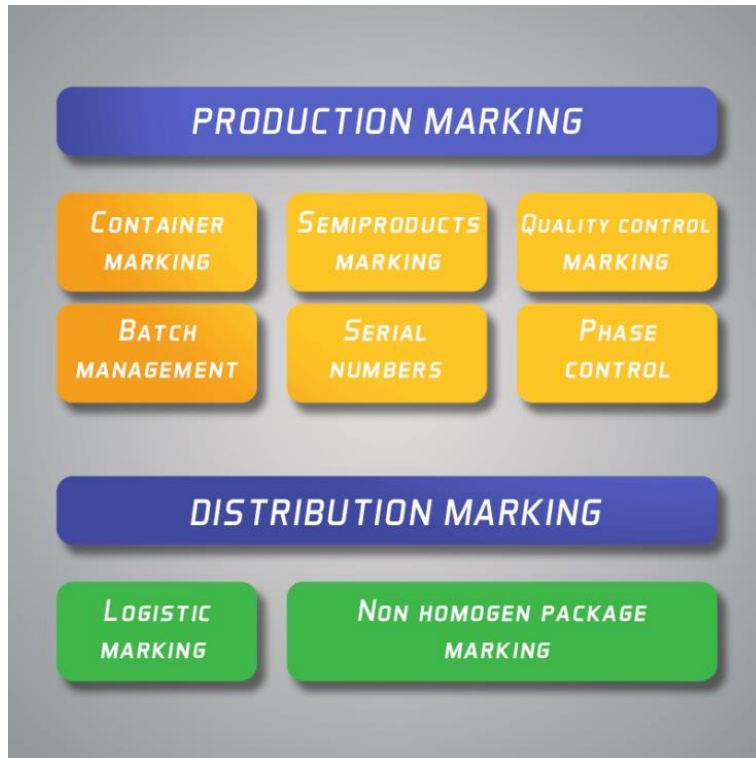 PRODUCTION MARKING
CONTAINER
MARKING
SEMIPRODUCTS
MARKING
QUALITY CONTROL
MARKING
BATCH
MANAGEMENT
SERIAL
NUMBERS
PHASE
CONTROL
DISTRIBUTION MARKING
LOGISTIC
MARKING
NON HOMOGEN PACKAGE
MARKING